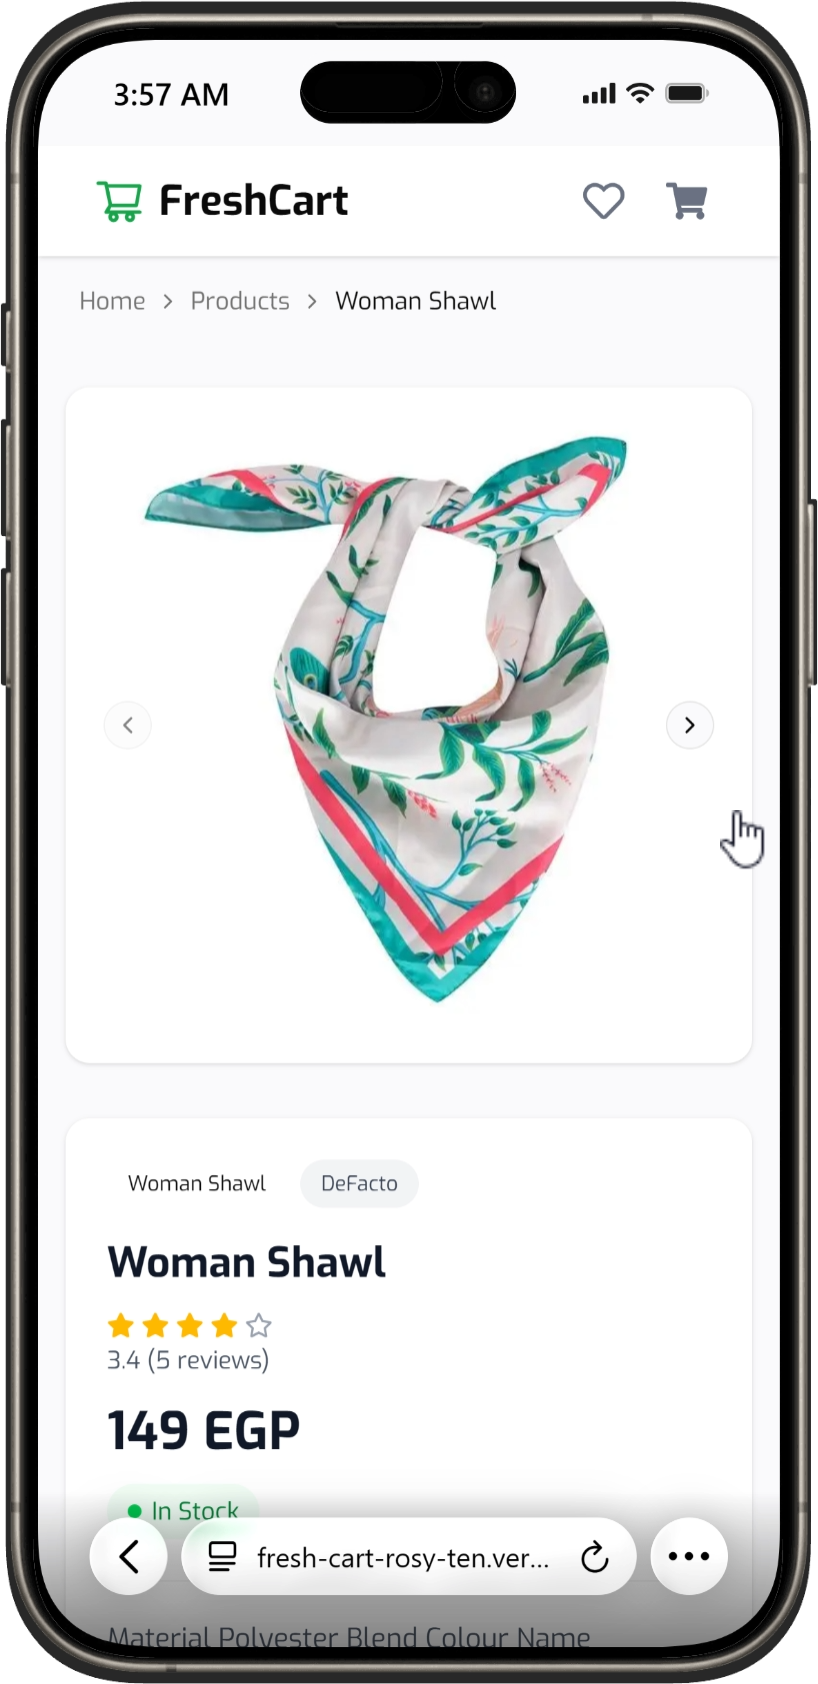 3:57 AM
FreshCart
Home > Products > Woman Shawl
Woman Shawl DeFacto
Woman Shawl
3.4 (5 reviews)
149 EGP
In Stock
fresh-cart-rosy-ten.ver...
Material Polyester Blend Colour Name